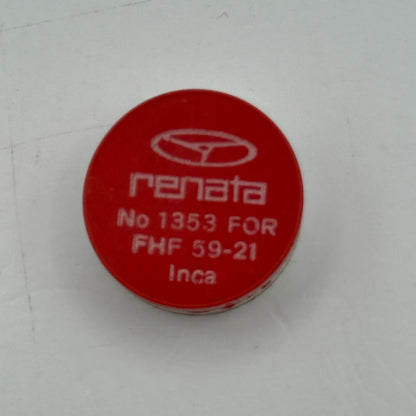 renata
No 1353 FOR
FHF 59-21
Inca